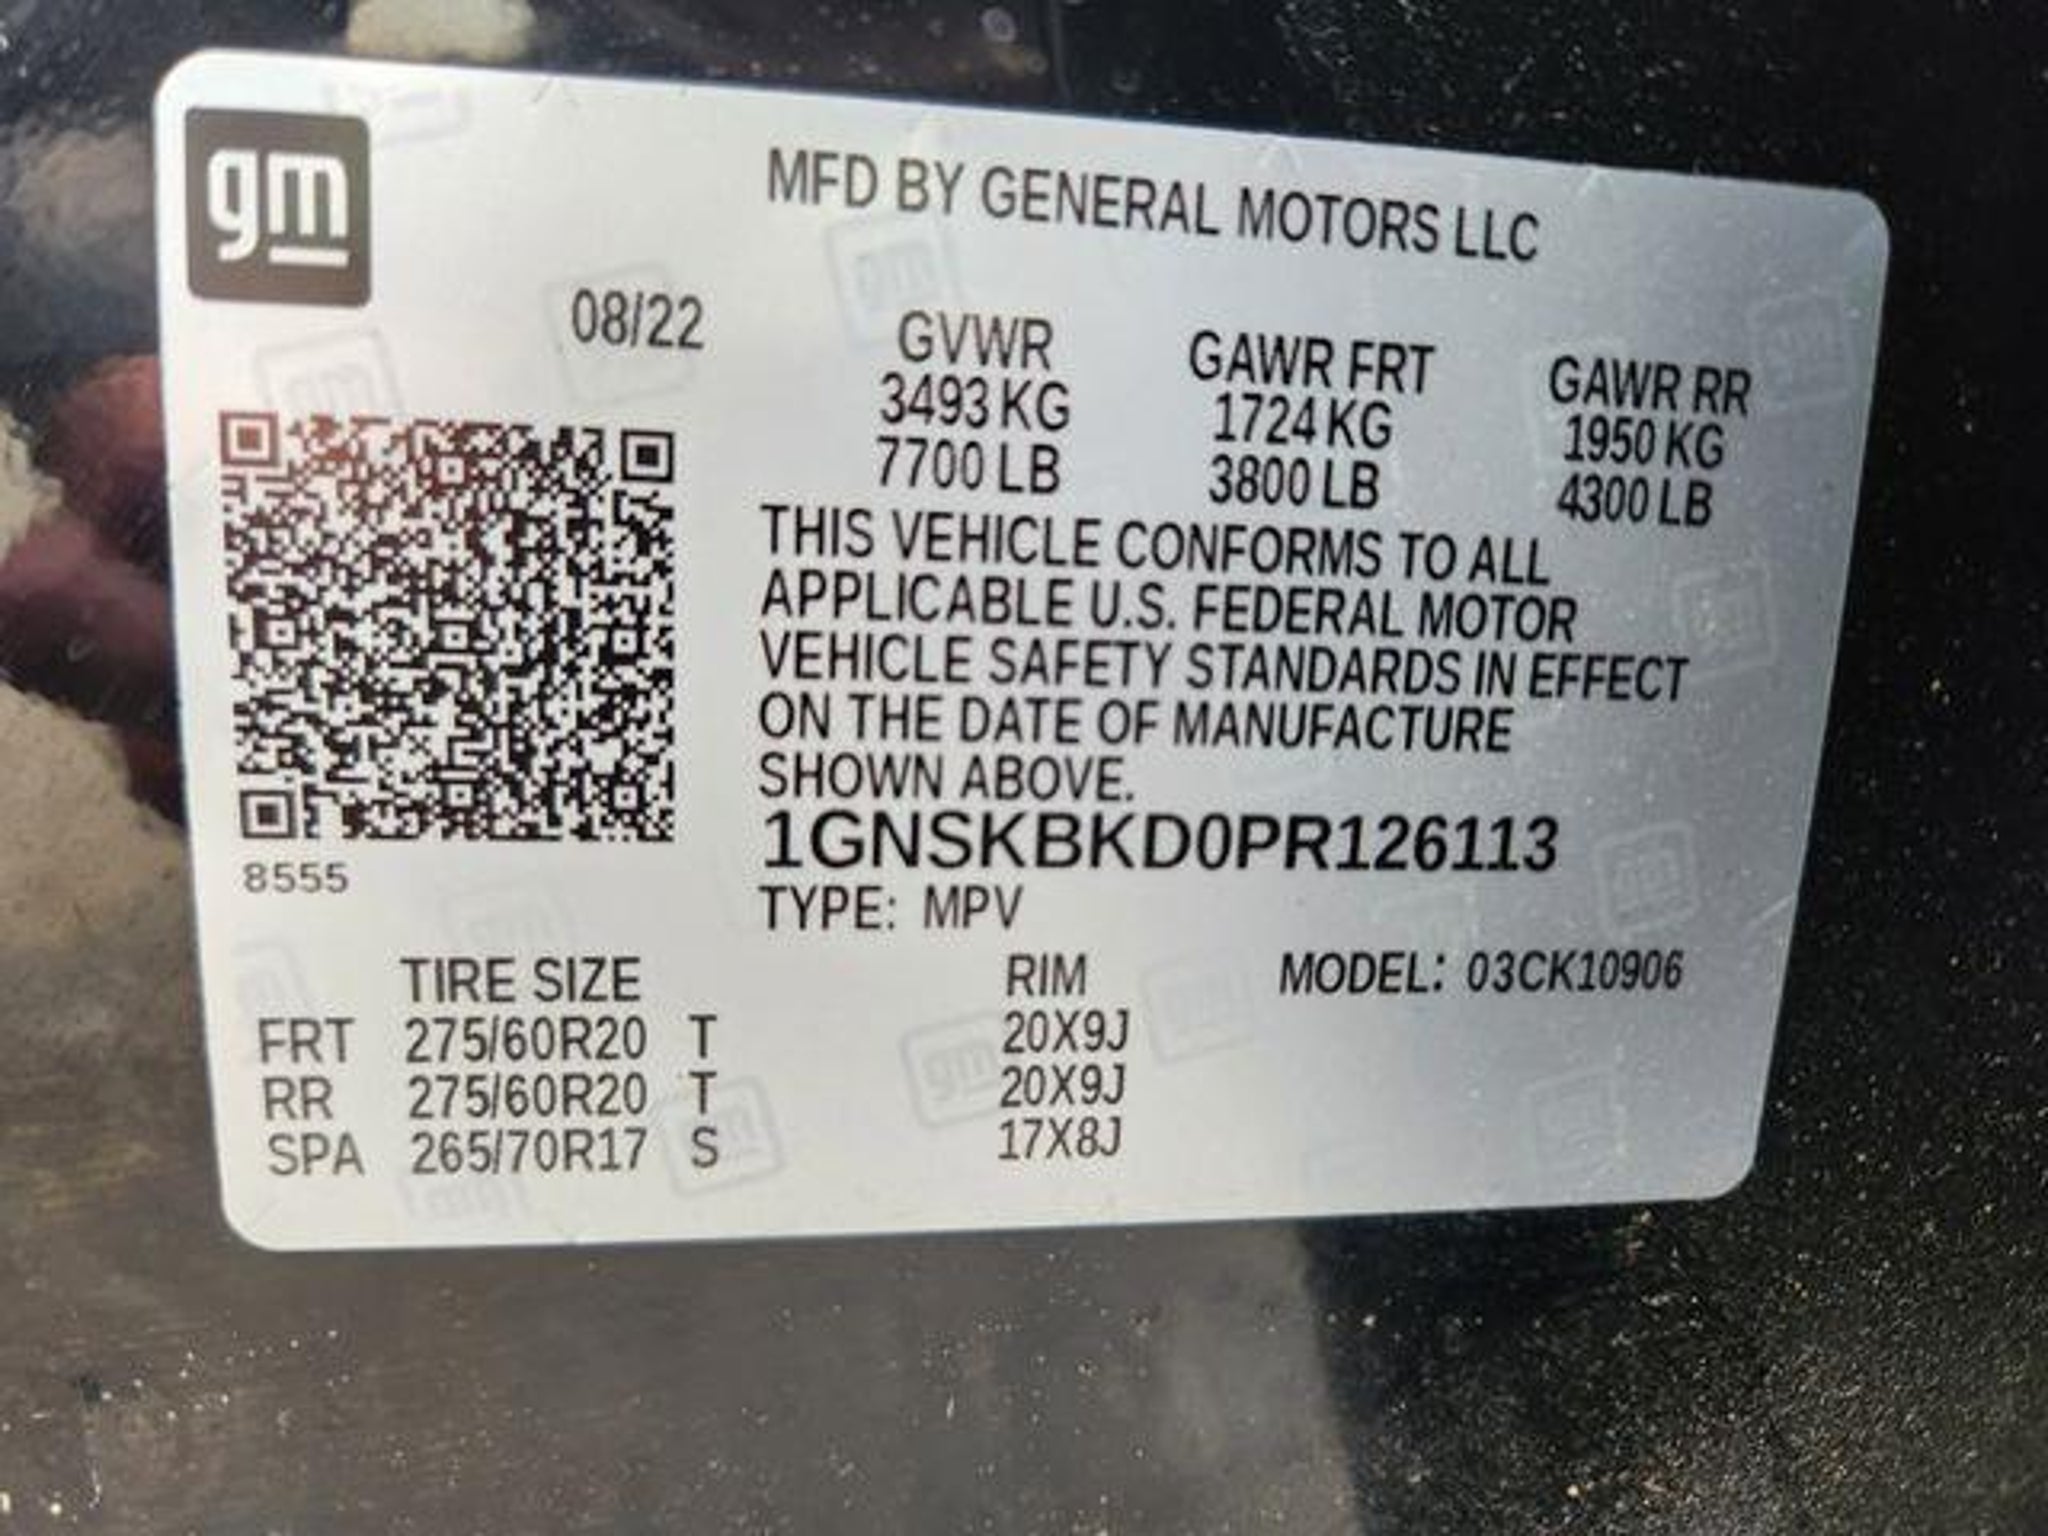 gm
MFD BY GENERAL MOTORS LLC
08/22
GVWR GAWR FRT GAWR RR
3493 KG 1724 KG 1950 KG
7700 LB 3800 LB 4300 LB
THIS VEHICLE CONFORMS TO ALL
APPLICABLE U.S. FEDERAL MOTOR
VEHICLE SAFETY STANDARDS IN EFFECT
ON THE DATE OF MANUFACTURE
SHOWN ABOVE.
1GNSKBKD0PR126113
8555
TYPE: MPV
TIRE SIZE RIM MODEL: 03CK10906
FRT 275/60R20 T 20X9J
RR 275/60R20 T 20X9J
SPA 265/70R17 S 17X8J